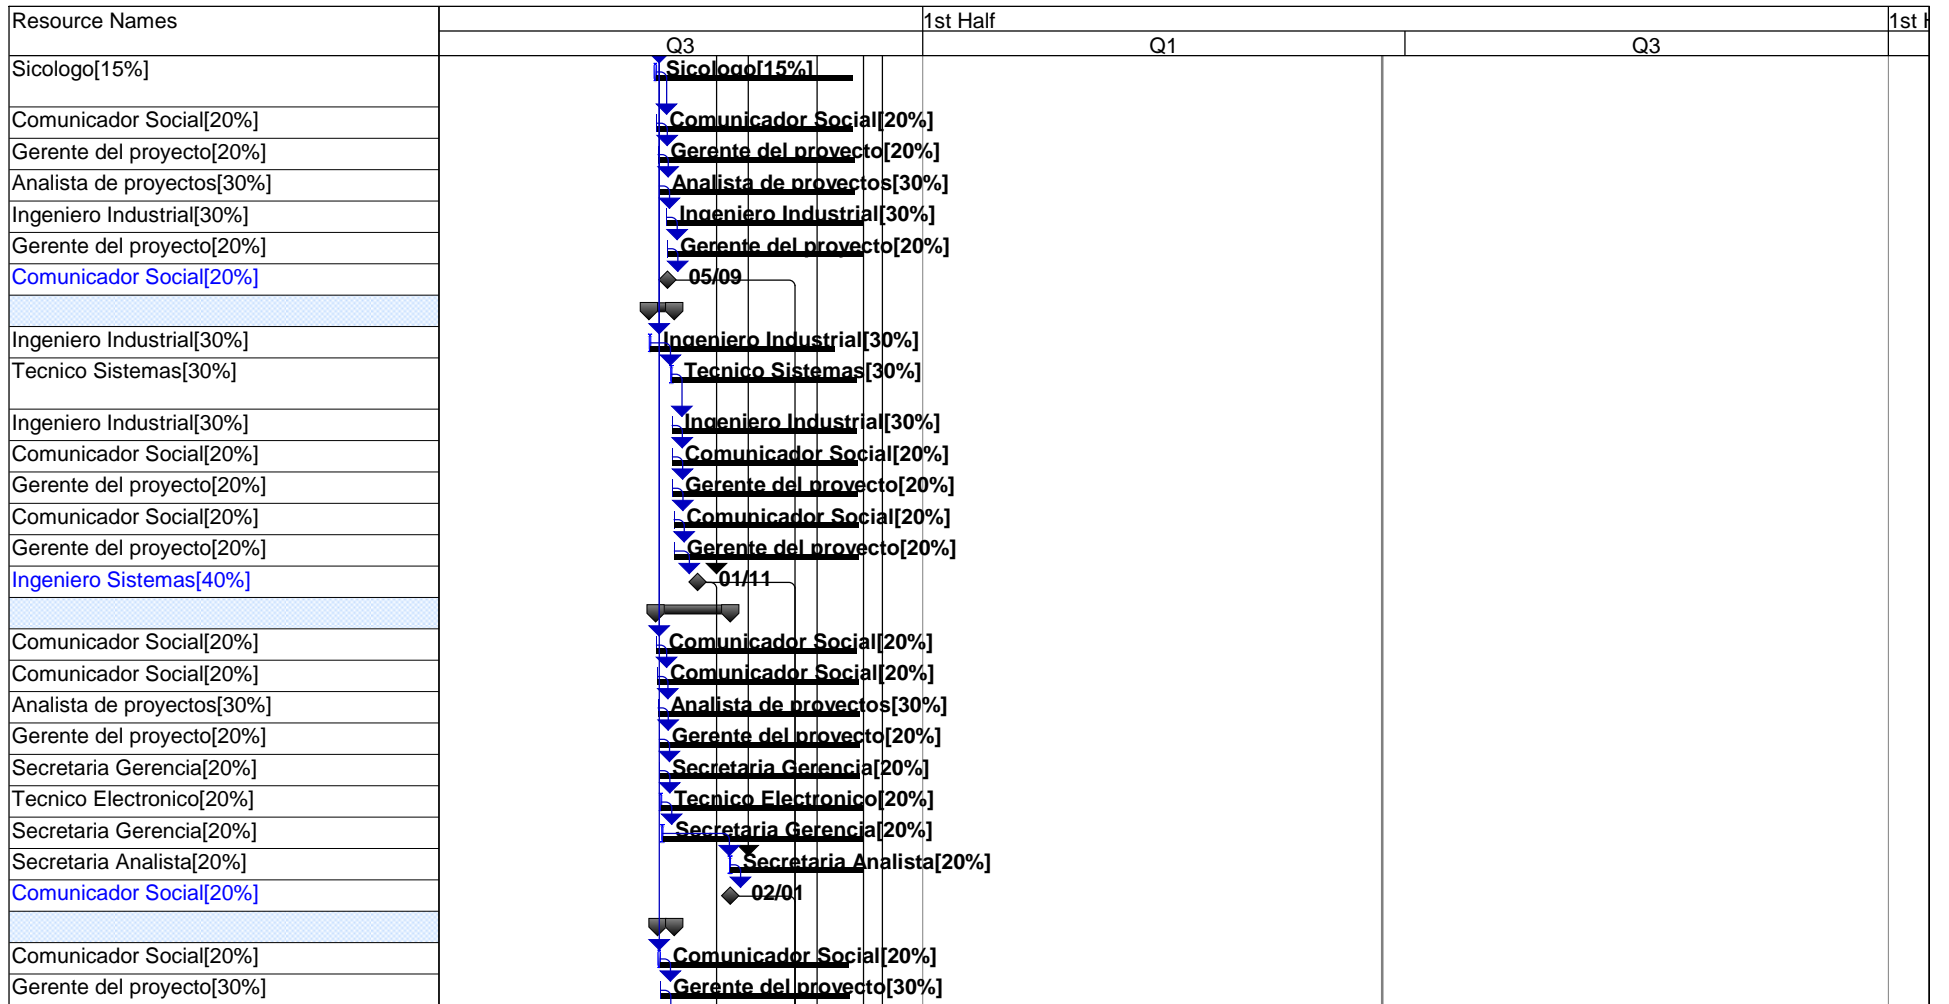 Resource Names 1st Half 1st H
Q3 Q1 Q3
Sicologo[15%] Sicologo[15%]
Comunicador Social[20%] Comunicador Social[20%]
Gerente del proyecto[20%] Gerente del proyecto[20%]
Analista de proyectos[30%] Analista de proyectos[30%]
Ingeniero Industrial[30%] Ingeniero Industrial[30%]
Gerente del proyecto[20%] Gerente del proyecto[20%]
Comunicador Social[20%] 05/09
Ingeniero Industrial[30%] Ingeniero Industrial[30%]
Tecnico Sistemas[30%] Tecnico Sistemas[30%]
Ingeniero Industrial[30%] Ingeniero Industrial[30%]
Comunicador Social[20%] Comunicador Social[20%]
Gerente del proyecto[20%] Gerente del proyecto[20%]
Comunicador Social[20%] Comunicador Social[20%]
Gerente del proyecto[20%] Gerente del proyecto[20%]
Ingeniero Sistemas[40%] 01/11
Comunicador Social[20%] Comunicador Social[20%]
Comunicador Social[20%] Comunicador Social[20%]
Analista de proyectos[30%] Analista de proyectos[30%]
Gerente del proyecto[20%] Gerente del proyecto[20%]
Secretaria Gerencia[20%] Secretaria Gerencia[20%]
Tecnico Electronico[20%] Tecnico Electronico[20%]
Secretaria Gerencia[20%] Secretaria Gerencia[20%]
Secretaria Analista[20%] Secretaria Analista[20%]
Comunicador Social[20%] 02/01
Comunicador Social[20%] Comunicador Social[20%]
Gerente del proyecto[30%] Gerente del proyecto[30%]